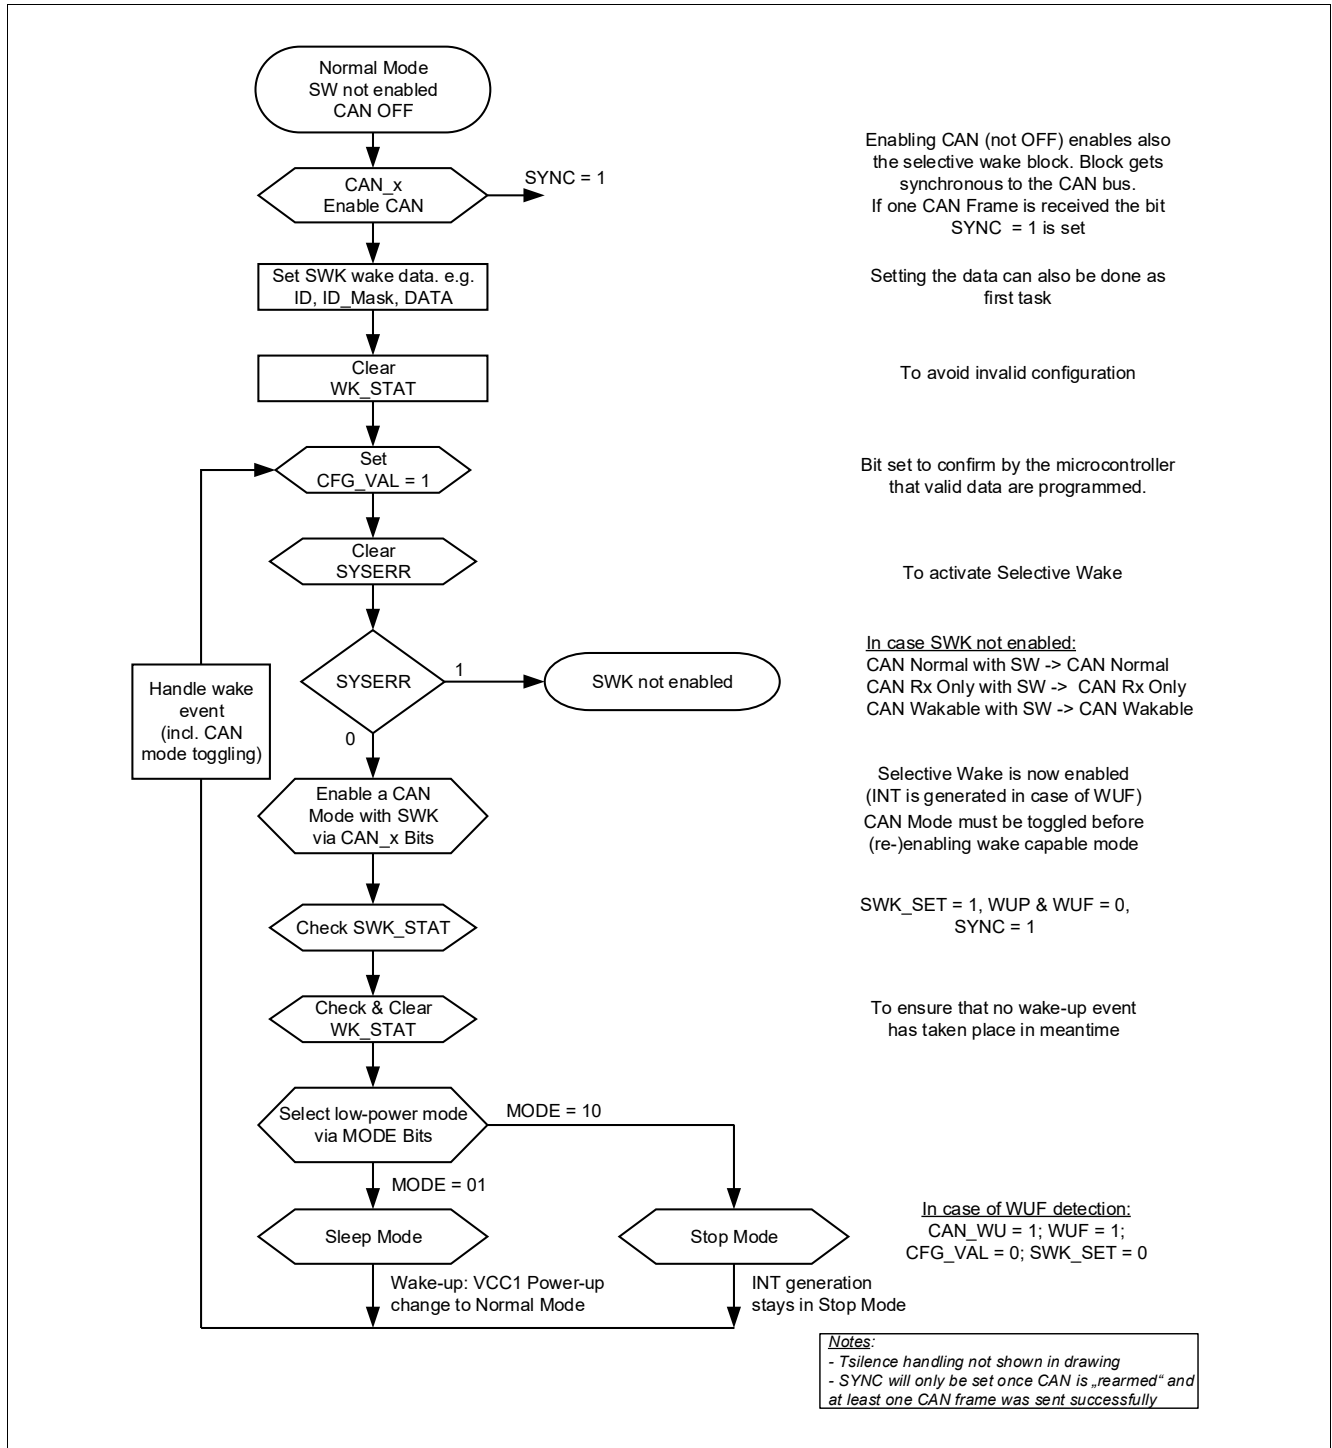 Normal Mode
SW not enabled
CAN OFF
Enabling CAN (not OFF) enables also
the selective wake block. Block gets
synchronous to the CAN bus.
If one CAN Frame is received the bit
SYNC  = 1 is set
CAN_x
Enable CAN
SYNC = 1
Set SWK wake data. e.g.
ID, ID_Mask, DATA
Setting the data can also be done as
first task
Clear
WK_STAT
To avoid invalid configuration
Set
CFG_VAL = 1
Bit set to confirm by the microcontroller
that valid data are programmed.
Clear
SYSERR
To activate Selective Wake
SYSERR
1
0
SWK not enabled
In case SWK not enabled:
CAN Normal with SW -> CAN Normal
CAN Rx Only with SW ->  CAN Rx Only
CAN Wakable with SW -> CAN Wakable
Handle wake
event
(incl. CAN
mode toggling)
Enable a CAN
Mode with SWK
via CAN_x Bits
Selective Wake is now enabled
(INT is generated in case of WUF)
CAN Mode must be toggled before
(re-)enabling wake capable mode
Check SWK_STAT
SWK_SET = 1, WUP & WUF = 0,
SYNC = 1
Check & Clear
WK_STAT
To ensure that no wake-up event
has taken place in meantime
Select low-power mode
via MODE Bits
MODE = 10
MODE = 01
Sleep Mode
Stop Mode
In case of WUF detection:
CAN_WU = 1; WUF = 1;
CFG_VAL = 0; SWK_SET = 0
Wake-up: VCC1 Power-up
change to Normal Mode
INT generation
stays in Stop Mode
Notes:
- Tsilence handling not shown in drawing
- SYNC will only be set once CAN is „rearmed“ and
at least one CAN frame was sent successfully